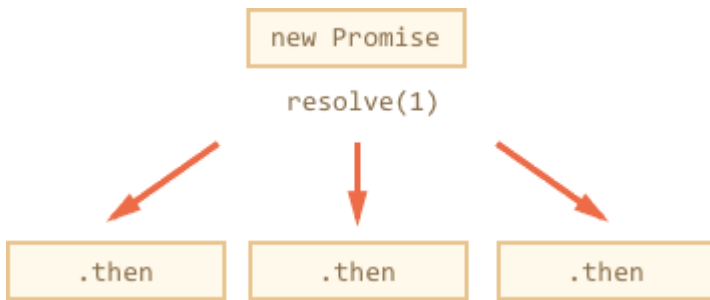 new Promise
resolve(1)
.then
.then
.then